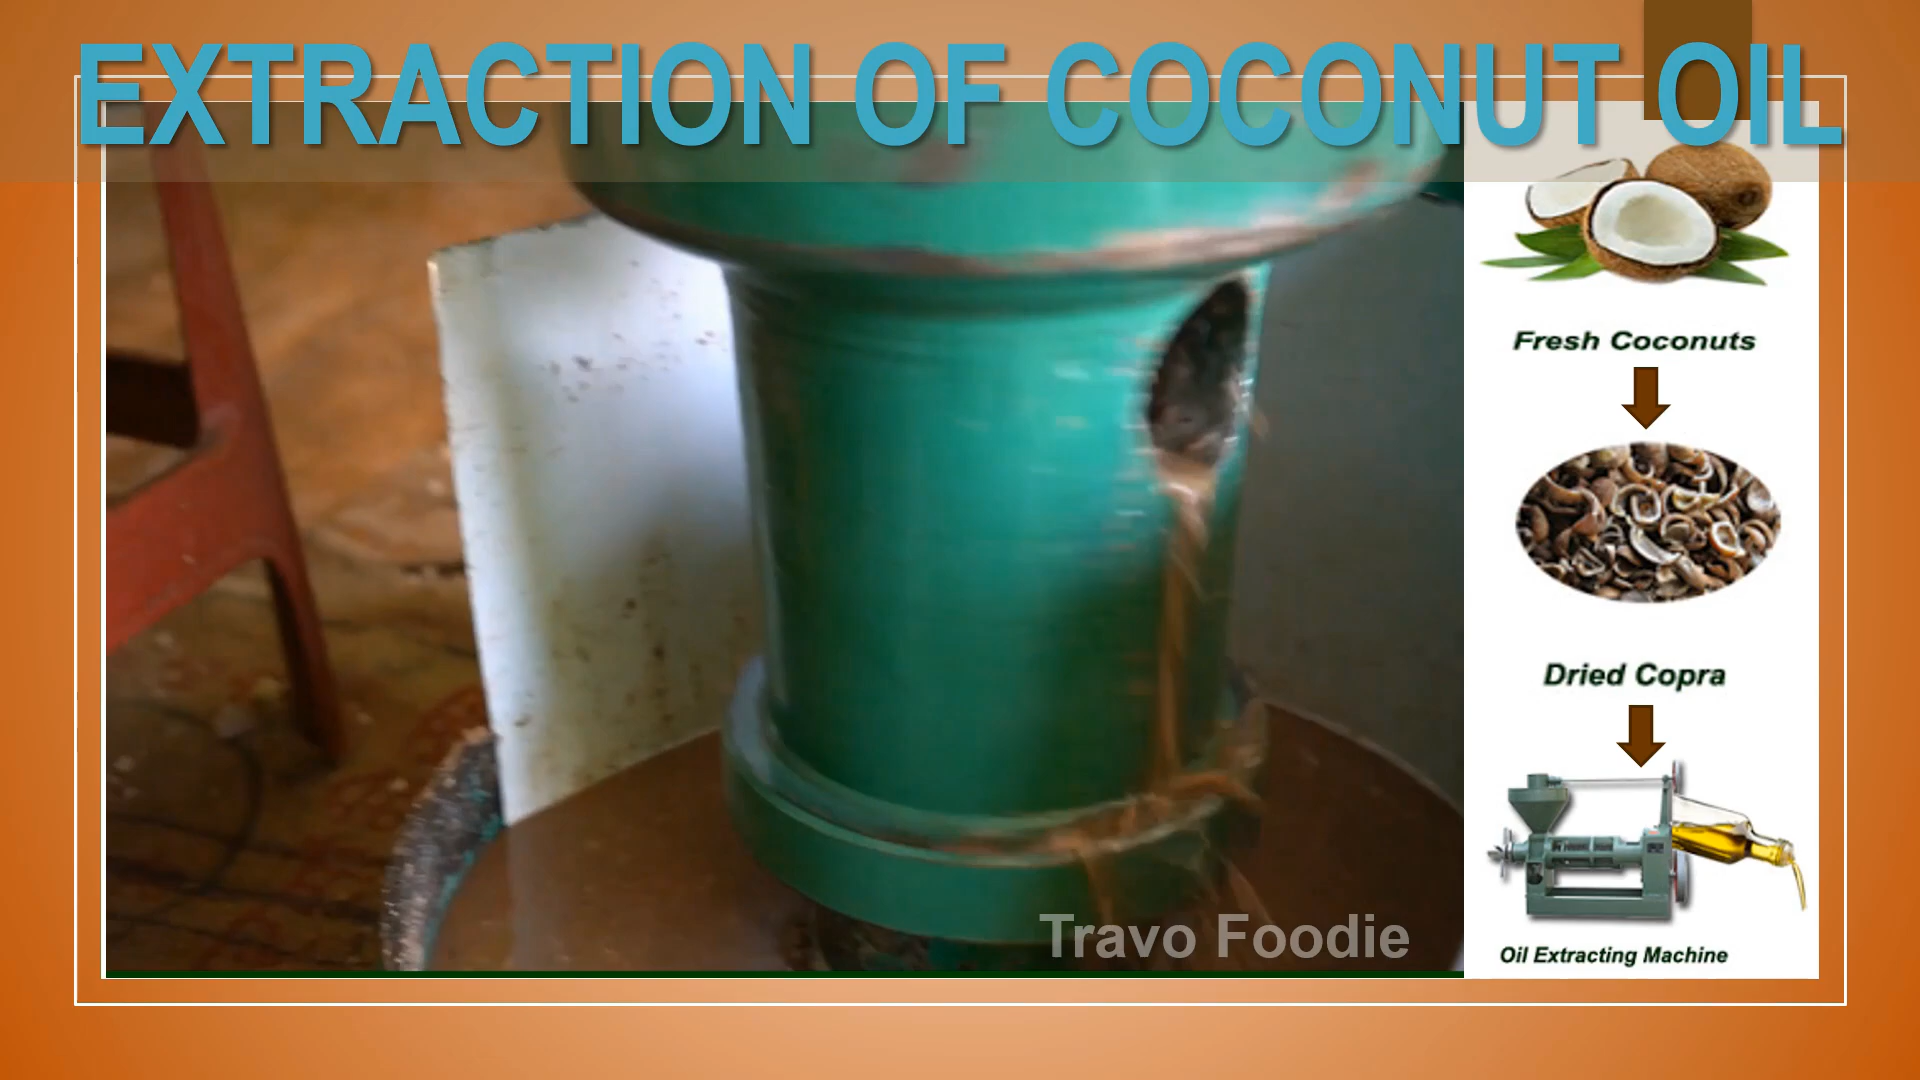 EXTRACTION OF COCONUT OIL
Fresh Coconuts
Dried Copra
Travo Foodie
Oil Extracting Machine